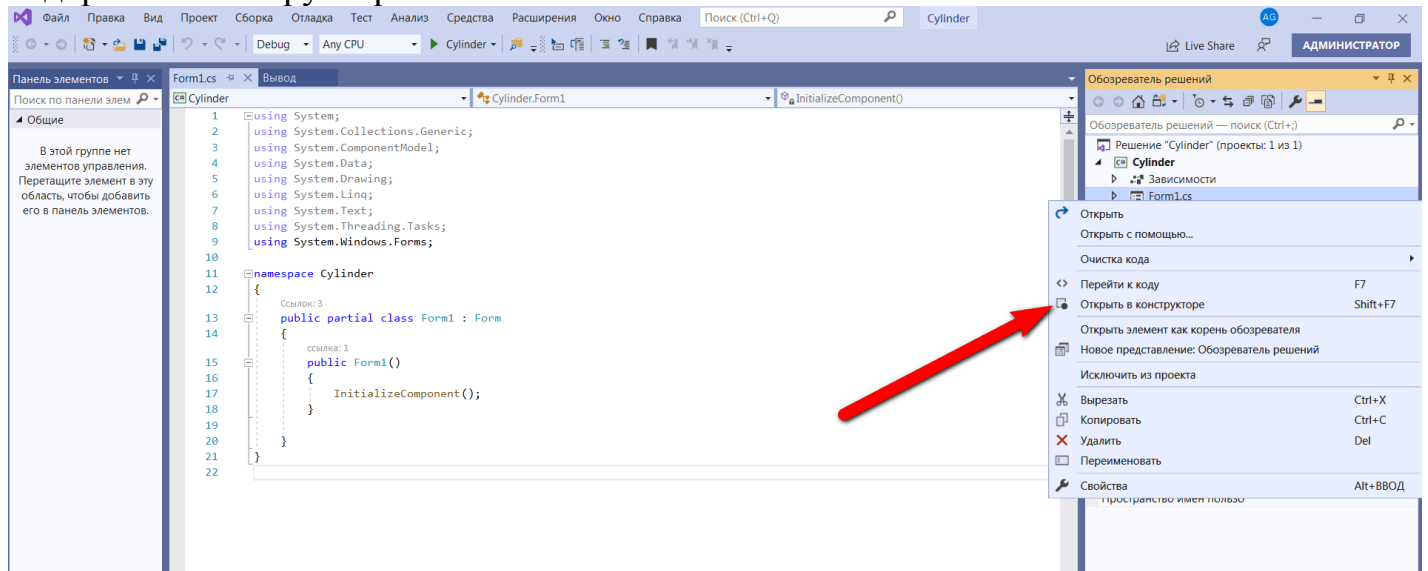 Файл Правка Вид Проект Сборка Отладка Тест Анализ Средства Расширения Окно Справка Поиск (Ctrl+Q) Cylinder AG
Debug Any CPU Cylinder Live Share АДМИНИСТРАТОР
Панель элементов Form1.cs Вывод Обозреватель решений
Поиск по панели элем Cylinder Cylinder.Form1 InitializeComponent()
Общие
В этой группе нет
элементов управления.
Перетащите элемент в эту
область, чтобы добавить
его в панель элементов.
1 using System;
2 using System.Collections.Generic;
3 using System.ComponentModel;
4 using System.Data;
5 using System.Drawing;
6 using System.Linq;
7 using System.Text;
8 using System.Threading.Tasks;
9 using System.Windows.Forms;
10
11 namespace Cylinder
12 {
Ссылок: 3
13 public partial class Form1 : Form
14 {
ссылка: 1
15 public Form1()
16 {
17 InitializeComponent();
18 }
19
20 }
21 }
22
Обозреватель решений — поиск (Ctrl+;)
Решение "Cylinder" (проекты: 1 из 1)
Cylinder
Зависимости
Form1.cs
Открыть
Открыть с помощью...
Очистка кода
Перейти к коду F7
Открыть в конструкторе Shift+F7
Открыть элемент как корень обозревателя
Новое представление: Обозреватель решений
Исключить из проекта
Вырезать Ctrl+X
Копировать Ctrl+C
Удалить Del
Переименовать
Свойства Alt+ВВОД